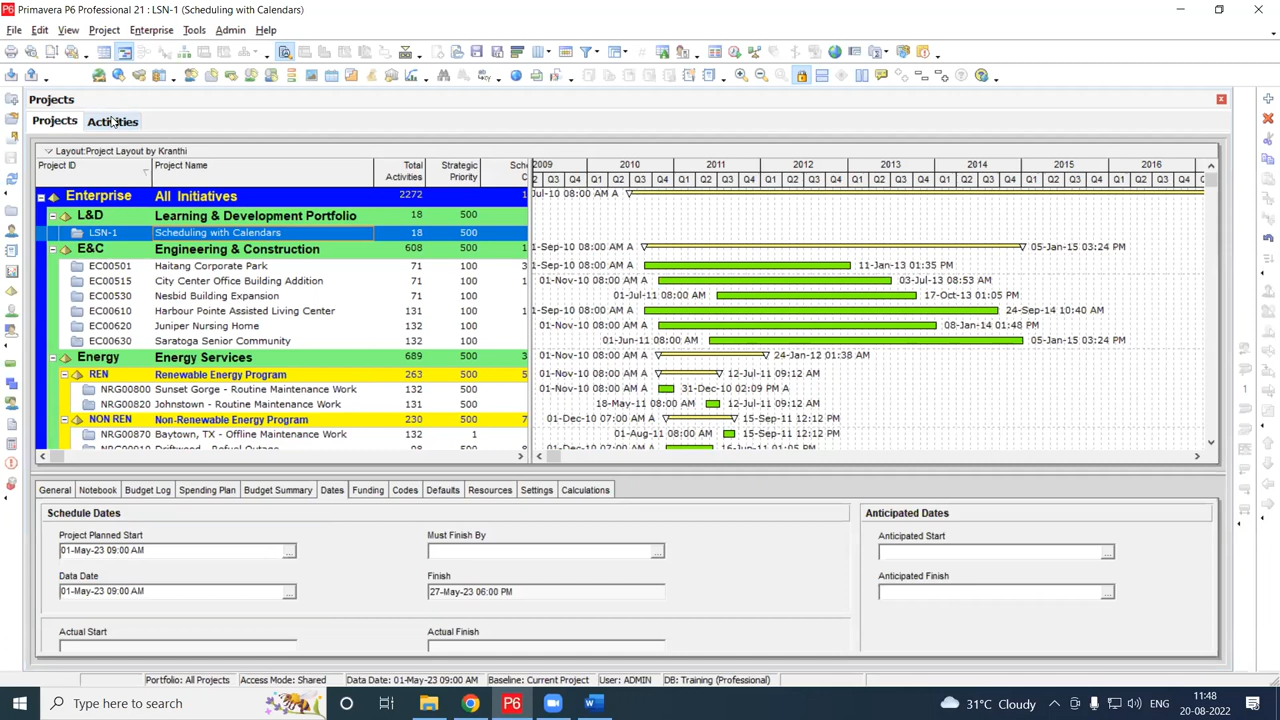 Primavera P6 Professional 21 : LSN-1 (Scheduling with Calendars)
File Edit View Project Enterprise Tools Admin Help
Projects
Projects Activities
Layout:Project Layout by Kranthi
Project ID Project Name Total Activities Strategic Priority 2009 2010 2011 2012 2013 2014 2015 2016
Q3 Q4 Q1 Q2 Q3 Q4 Q1 Q2 Q3 Q4 Q1 Q2 Q3 Q4 Q1 Q2 Q3 Q4 Q1 Q2 Q3 Q4 Q1 Q2 Q3 Q4 Q1 Q2 Q3 Q4
Enterprise All Initiatives 2272 Jul-10 08:00 AM A
L&D Learning & Development Portfolio 18 500
LSN-1 Scheduling with Calendars 18 500
E&C Engineering & Construction 608 500 1-Sep-10 08:00 AM A 05-Jan-15 03:24 PM
EC00501 Haitang Corporate Park 71 100 1-Sep-10 08:00 AM A 11-Jan-13 01:35 PM
EC00515 City Center Office Building Addition 71 100 01-Nov-10 08:00 AM A 03-Jul-13 08:53 AM
EC00530 Nesbid Building Expansion 71 500 01-Jul-11 08:00 AM 17-Oct-13 01:05 PM
EC00610 Harbour Pointe Assisted Living Center 131 100 1-Sep-10 08:00 AM A 24-Sep-14 10:40 AM
EC00620 Juniper Nursing Home 132 100 01-Nov-10 08:00 AM A 08-Jan-14 01:48 PM
EC00630 Saratoga Senior Community 132 100 01-Jun-11 08:00 AM 05-Jan-15 03:24 PM
Energy Energy Services 689 500 01-Nov-10 08:00 AM A 24-Jan-12 01:38 AM
REN Renewable Energy Program 263 500 01-Nov-10 08:00 AM A 12-Jul-11 09:12 AM
NRG00800 Sunset Gorge - Routine Maintenance Work 132 500 01-Nov-10 08:00 AM A 31-Dec-10 02:09 PM A
NRG00820 Johnstown - Routine Maintenance Work 131 500 18-May-11 08:00 AM 12-Jul-11 09:12 AM
NON REN Non-Renewable Energy Program 230 500 01-Dec-10 07:00 AM A 15-Sep-11 12:12 PM
NRG00870 Baytown, TX - Offline Maintenance Work 132 1 01-Aug-11 08:00 AM 15-Sep-11 12:12 PM
General Notebook Budget Log Spending Plan Budget Summary Dates Funding Codes Defaults Resources Settings Calculations
Schedule Dates Anticipated Dates
Project Planned Start Must Finish By Anticipated Start
01-May-23 09:00 AM
Data Date Finish Anticipated Finish
01-May-23 09:00 AM 27-May-23 06:00 PM
Actual Start Actual Finish
Portfolio: All Projects Access Mode: Shared Data Date: 01-May-23 09:00 AM Baseline: Current Project User: ADMIN DB: Training (Professional)
Type here to search P6 31°C Cloudy ENG 11:48
20-08-2022